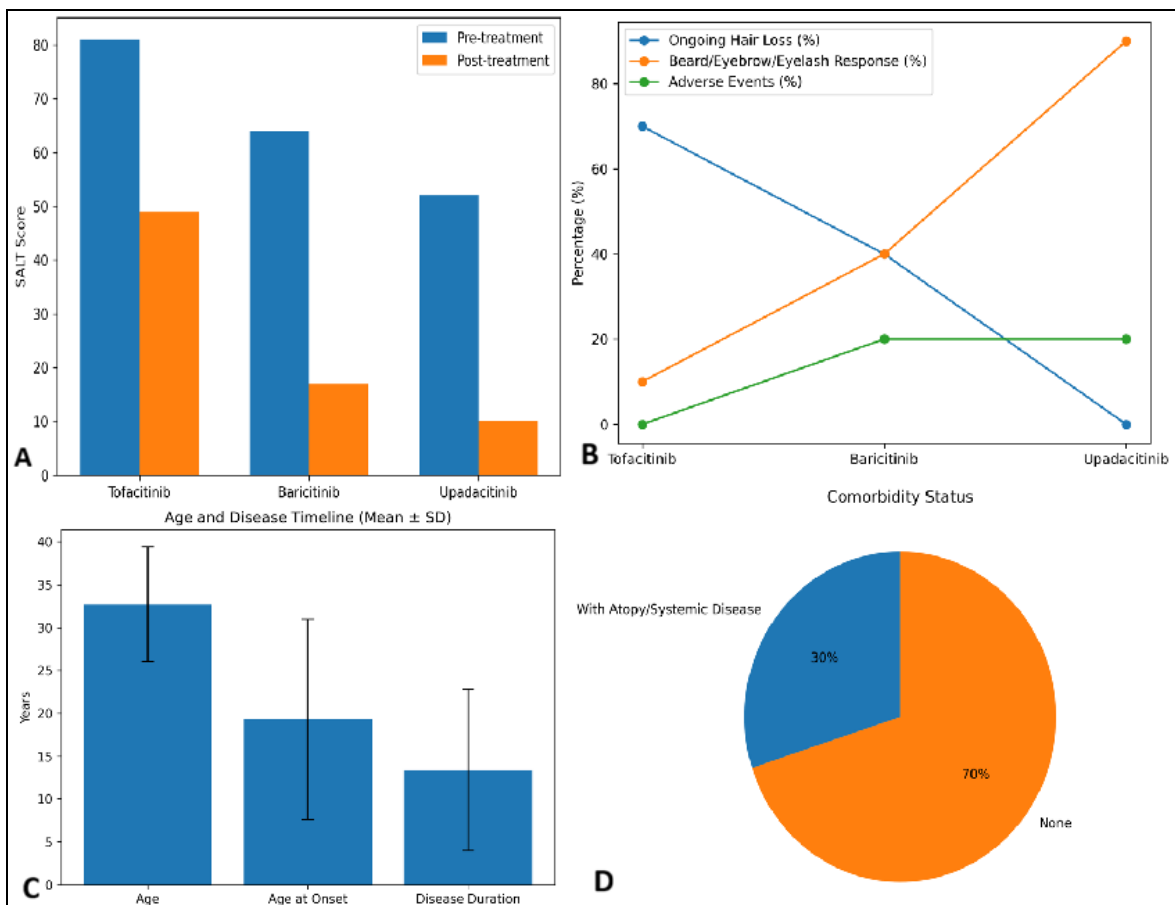 80
70
60
50
40
30
20
10
0
SALT Score
Pre-treatment
Post-treatment
Tofacitinib
Baricitinib
Upadacitinib
A
80
60
40
20
0
Percentage (%)
Ongoing Hair Loss (%)
Beard/Eyebrow/Eyelash Response (%)
Adverse Events (%)
Tofacitinib
Baricitinib
Upadacitinib
B
Age and Disease Timeline (Mean ± SD)
40
35
30
25
20
15
10
5
0
Years
Age
Age at Onset
Disease Duration
C
Comorbidity Status
With Atopy/Systemic Disease
30%
70%
None
D